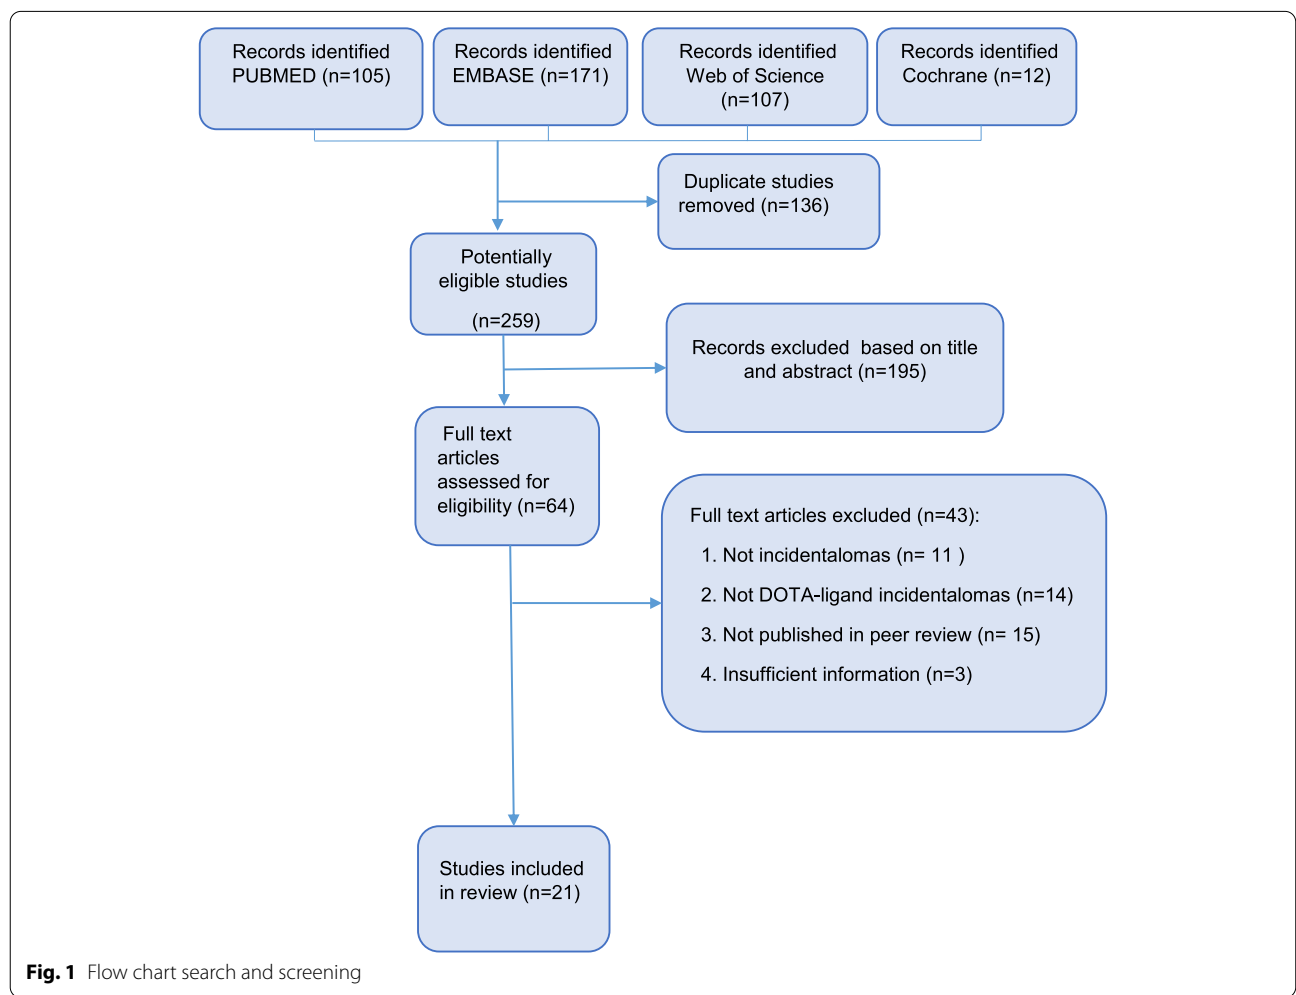 Records identified
PUBMED (n=105)
Records identified
EMBASE (n=171)
Records identified
Web of Science
(n=107)
Records identified
Cochrane (n=12)
Duplicate studies
removed (n=136)
Potentially
eligible studies
(n=259)
Records excluded  based on title
and abstract (n=195)
Full text
articles
assessed for
eligibility (n=64)
Full text articles excluded (n=43):
1. Not incidentalomas (n= 11 )
2. Not DOTA-ligand incidentalomas (n=14)
3. Not published in peer review (n= 15)
4. Insufficient information (n=3)
Studies included
in review (n=21)
Fig. 1 Flow chart search and screening